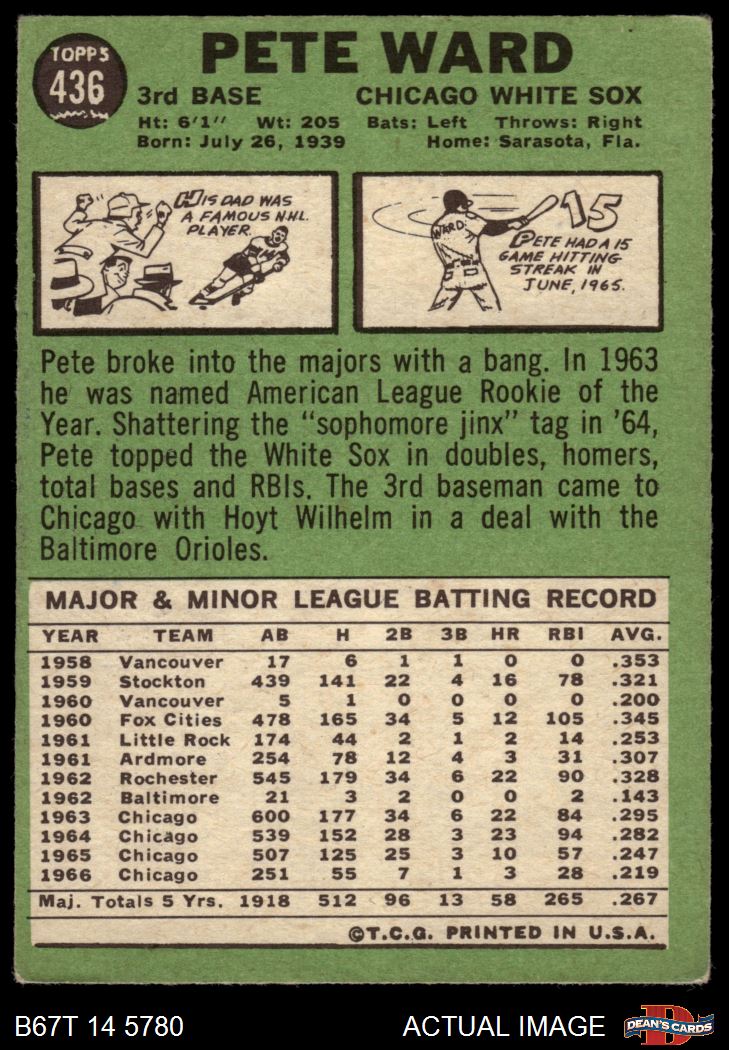 TOPPS
436
PETE WARD
3rd BASE CHICAGO WHITE SOX
Ht: 6'1" Wt: 205 Bats: Left Throws: Right
Born: July 26, 1939 Home: Sarasota, Fla.
HIS DAD WAS
A FAMOUS N.H.L.
PLAYER.
15
WARD
PETE HAD A 15
GAME HITTING
STREAK IN
JUNE, 1965.
Pete broke into the majors with a bang. In 1963
he was named American League Rookie of the
Year. Shattering the "sophomore jinx" tag in '64,
Pete topped the White Sox in doubles, homers,
total bases and RBIs. The 3rd baseman came to
Chicago with Hoyt Wilhelm in a deal with the
Baltimore Orioles.
MAJOR & MINOR LEAGUE BATTING RECORD
YEAR TEAM AB H 2B 3B HR RBI AVG.
1958 Vancouver 17 6 1 1 0 0 .353
1959 Stockton 439 141 22 4 16 78 .321
1960 Vancouver 5 1 0 0 0 0 .200
1960 Fox Cities 478 165 34 5 12 105 .345
1961 Little Rock 174 44 2 1 2 14 .253
1961 Ardmore 254 78 12 4 3 31 .307
1962 Rochester 545 179 34 6 22 90 .328
1962 Baltimore 21 3 2 0 0 2 .143
1963 Chicago 600 177 34 6 22 84 .295
1964 Chicago 539 152 28 3 23 94 .282
1965 Chicago 507 125 25 3 10 57 .247
1966 Chicago 251 55 7 1 3 28 .219
Maj. Totals 5 Yrs. 1918 512 96 13 58 265 .267
©T.C.G. PRINTED IN U.S.A.
B67T 14 5780 ACTUAL IMAGE
D
DEAN'S CARDS